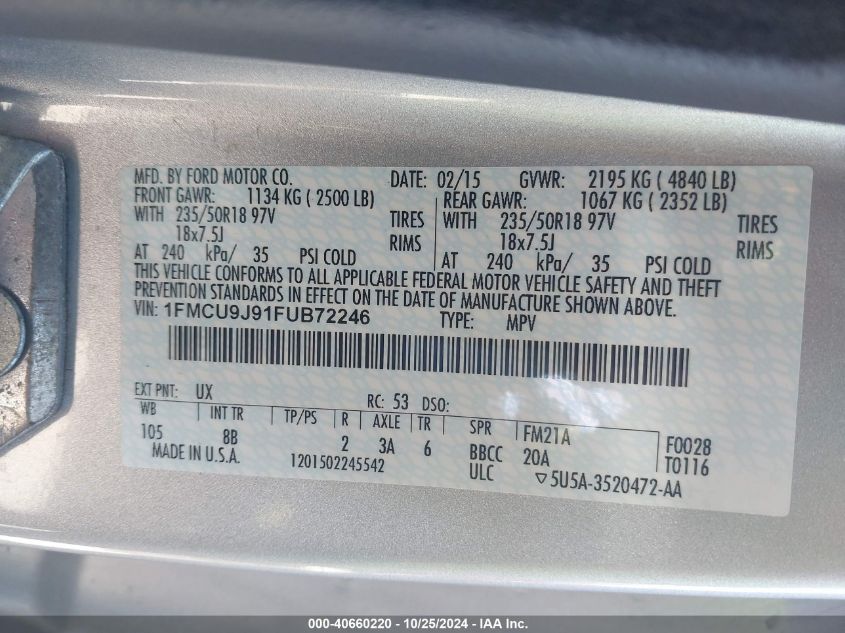 MFD. BY FORD MOTOR CO. DATE: 02/15 GVWR: 2195 KG ( 4840 LB)
FRONT GAWR: 1134 KG ( 2500 LB) REAR GAWR: 1067 KG ( 2352 LB)
WITH 235/50R18 97V TIRES WITH 235/50R18 97V TIRES
18x7.5J RIMS 18x7.5J RIMS
AT 240 kPa/ 35 PSI COLD AT 240 kPa/ 35 PSI COLD
THIS VEHICLE CONFORMS TO ALL APPLICABLE FEDERAL MOTOR VEHICLE SAFETY AND THEFT
PREVENTION STANDARDS IN EFFECT ON THE DATE OF MANUFACTURE SHOWN ABOVE.
VIN: 1FMCU9J91FUB72246 TYPE: MPV
EXT PNT: UX RC: 53 DSO:
WB INT TR TP/PS R AXLE TR SPR FM21A F0028
105 8B 2 3A 6 BBCC 20A T0116
MADE IN U.S.A. 1201502245542 ULC ▽5U5A-3520472-AA
000-40660220 - 10/25/2024 - IAA Inc.